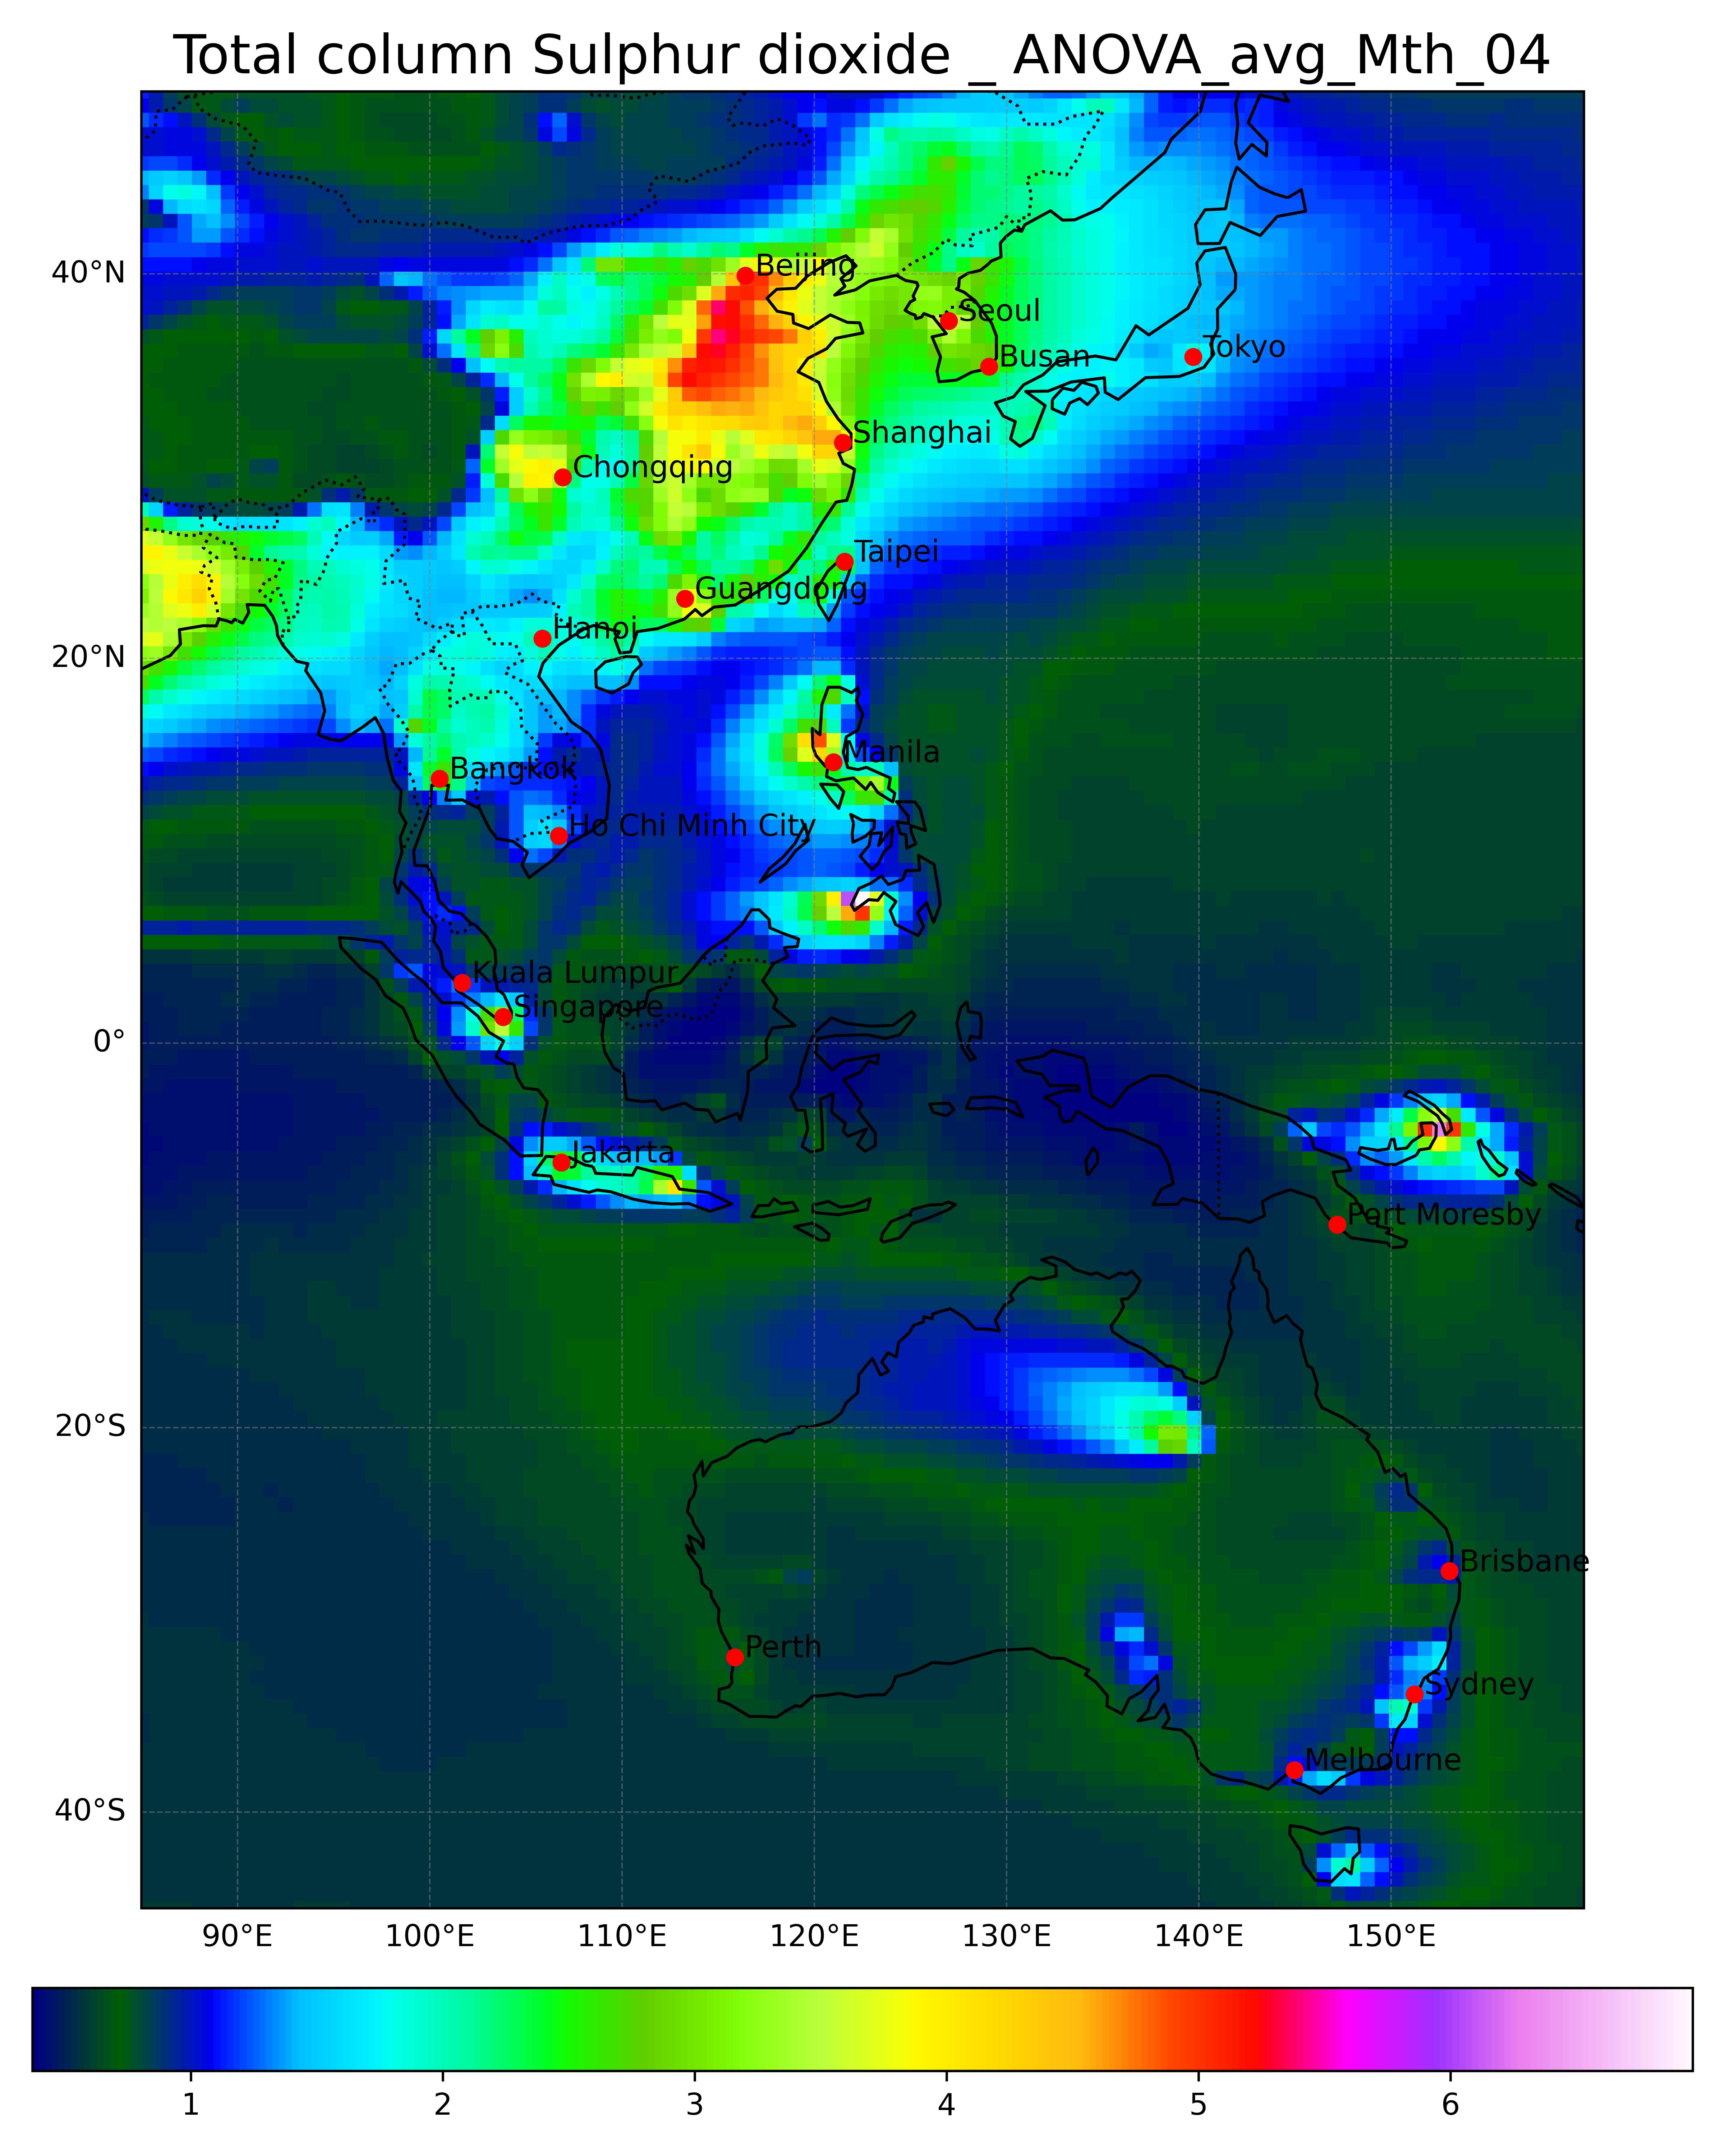 Total column Sulphur dioxide _ ANOVA_avg_Mth_04
40°N
20°N
0°
20°S
40°S
Beijing
Seoul
Busan
Tokyo
Shanghai
Chongqing
Taipei
Guangdong
Hanoi
Manila
Bangkok
Ho Chi Minh City
Kuala Lumpur
Singapore
Jakarta
Port Moresby
Brisbane
Perth
Sydney
Melbourne
90°E 100°E 110°E 120°E 130°E 140°E 150°E
1 2 3 4 5 6